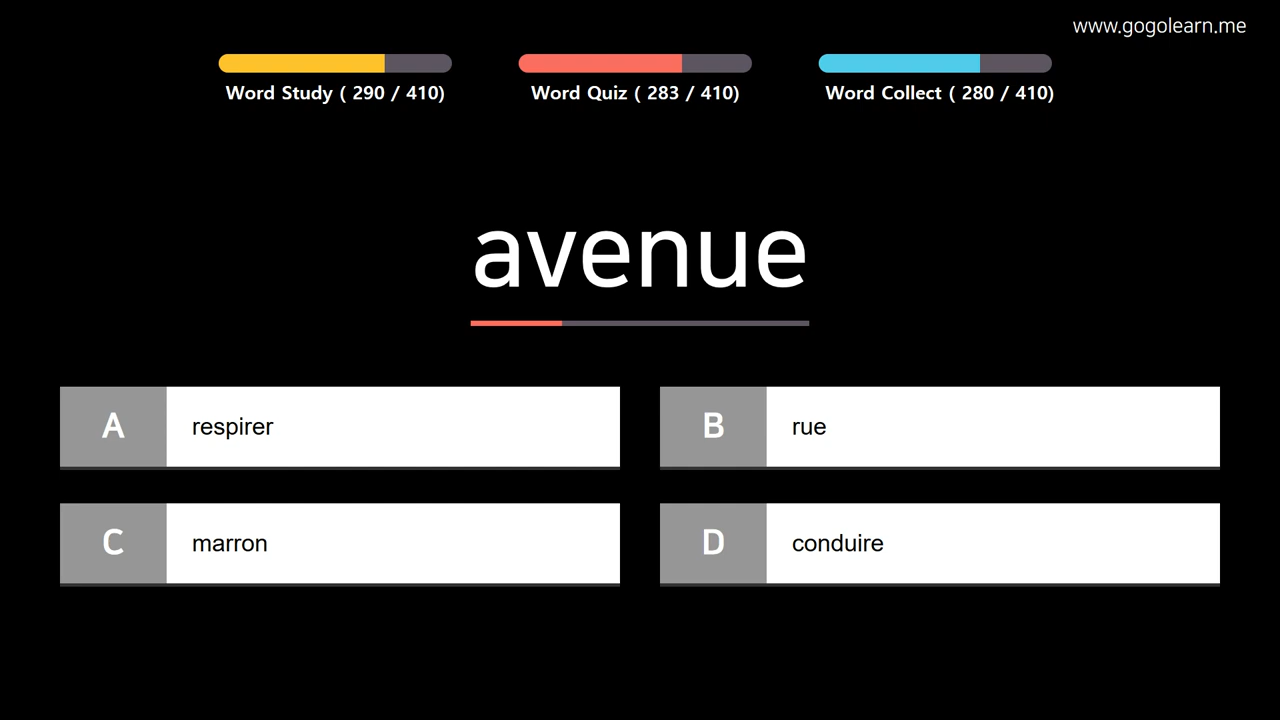 www.gogolearn.me
Word Study ( 290 / 410)
Word Quiz ( 283 / 410)
Word Collect ( 280 / 410)
avenue
A respirer
B rue
C marron
D conduire